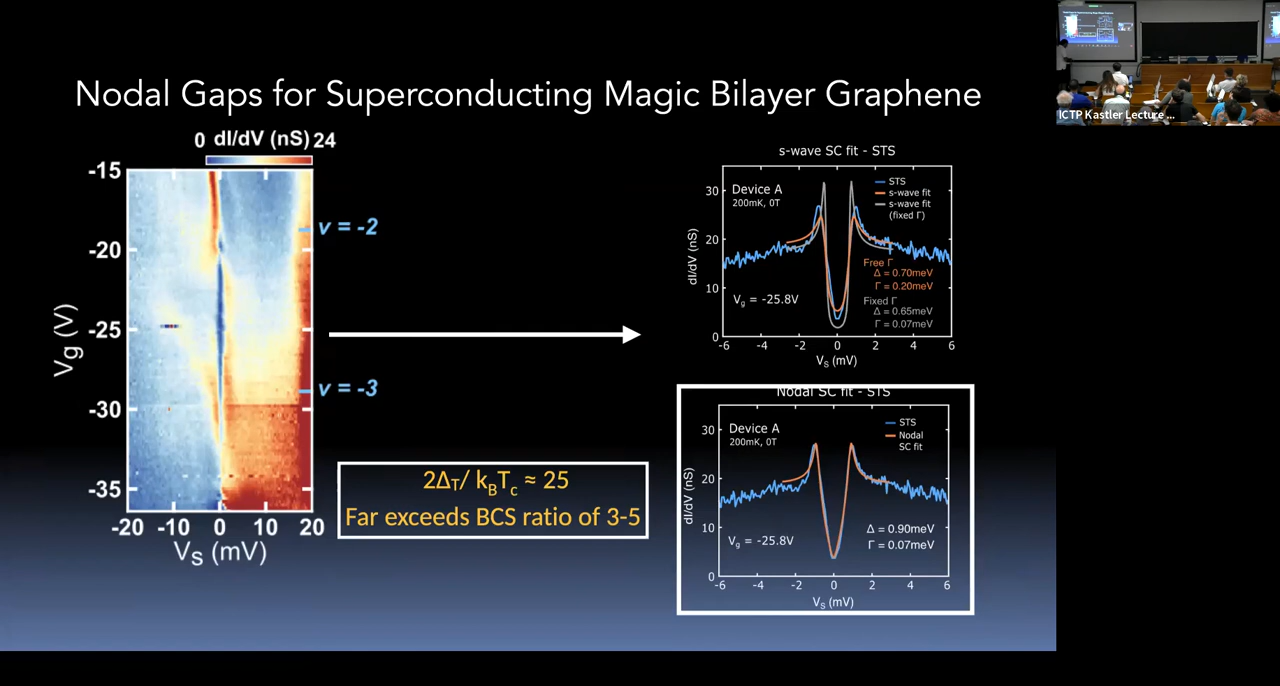 Nodal Gaps for Superconducting Magic Bilayer Graphene
0 dI/dV (nS) 24
-15
-20
-25
-30
-35
Vg (V)
-20 -10 0 10 20
VS (mV)
ν = -2
ν = -3
2ΔT/ kBTc ≈ 25
Far exceeds BCS ratio of 3-5
s-wave SC fit - STS
Device A
200mK, 0T
STS
s-wave fit
s-wave fit
(fixed Γ)
Free Γ
Δ = 0.70meV
Γ = 0.20meV
Fixed Γ
Δ = 0.65meV
Γ = 0.07meV
Vg = -25.8V
dI/dV (nS)
30
20
10
0
-6 -4 -2 0 2 4 6
VS (mV)
Nodal SC fit - STS
Device A
200mK, 0T
STS
Nodal
SC fit
Vg = -25.8V
Δ = 0.90meV
Γ = 0.07meV
dI/dV (nS)
30
20
10
0
-6 -4 -2 0 2 4 6
VS (mV)
ICTP Kastler Lecture ...